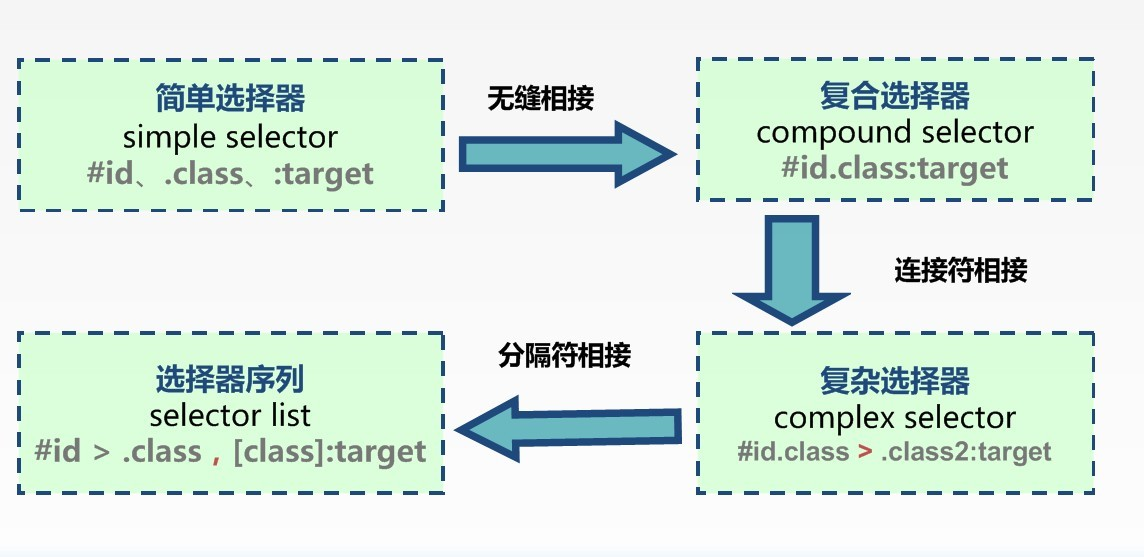 简单选择器
simple selector
#id、.class、:target
无缝相接
复合选择器
compound selector
#id.class:target
连接符相接
复杂选择器
complex selector
#id.class > .class2:target
分隔符相接
选择器序列
selector list
#id > .class , [class]:target